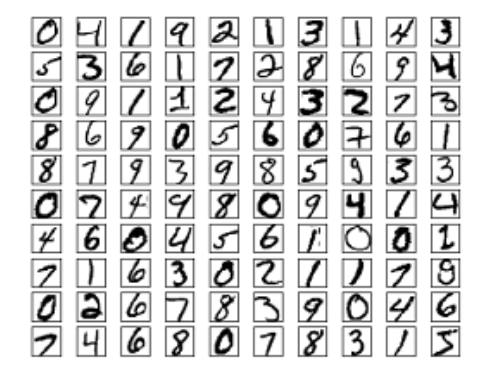 0 4 1 9 2 1 3 1 4 3
5 3 6 1 7 2 8 6 9 4
0 9 1 1 2 4 3 2 7 3
8 6 9 0 5 6 0 7 6 1
8 7 9 3 9 8 5 9 3 3
0 7 4 9 8 0 9 4 1 4
4 6 0 4 5 6 1 0 0 1
7 1 6 3 0 2 1 1 7 9
0 2 6 7 8 3 9 0 4 6
7 4 6 8 0 7 8 3 1 5